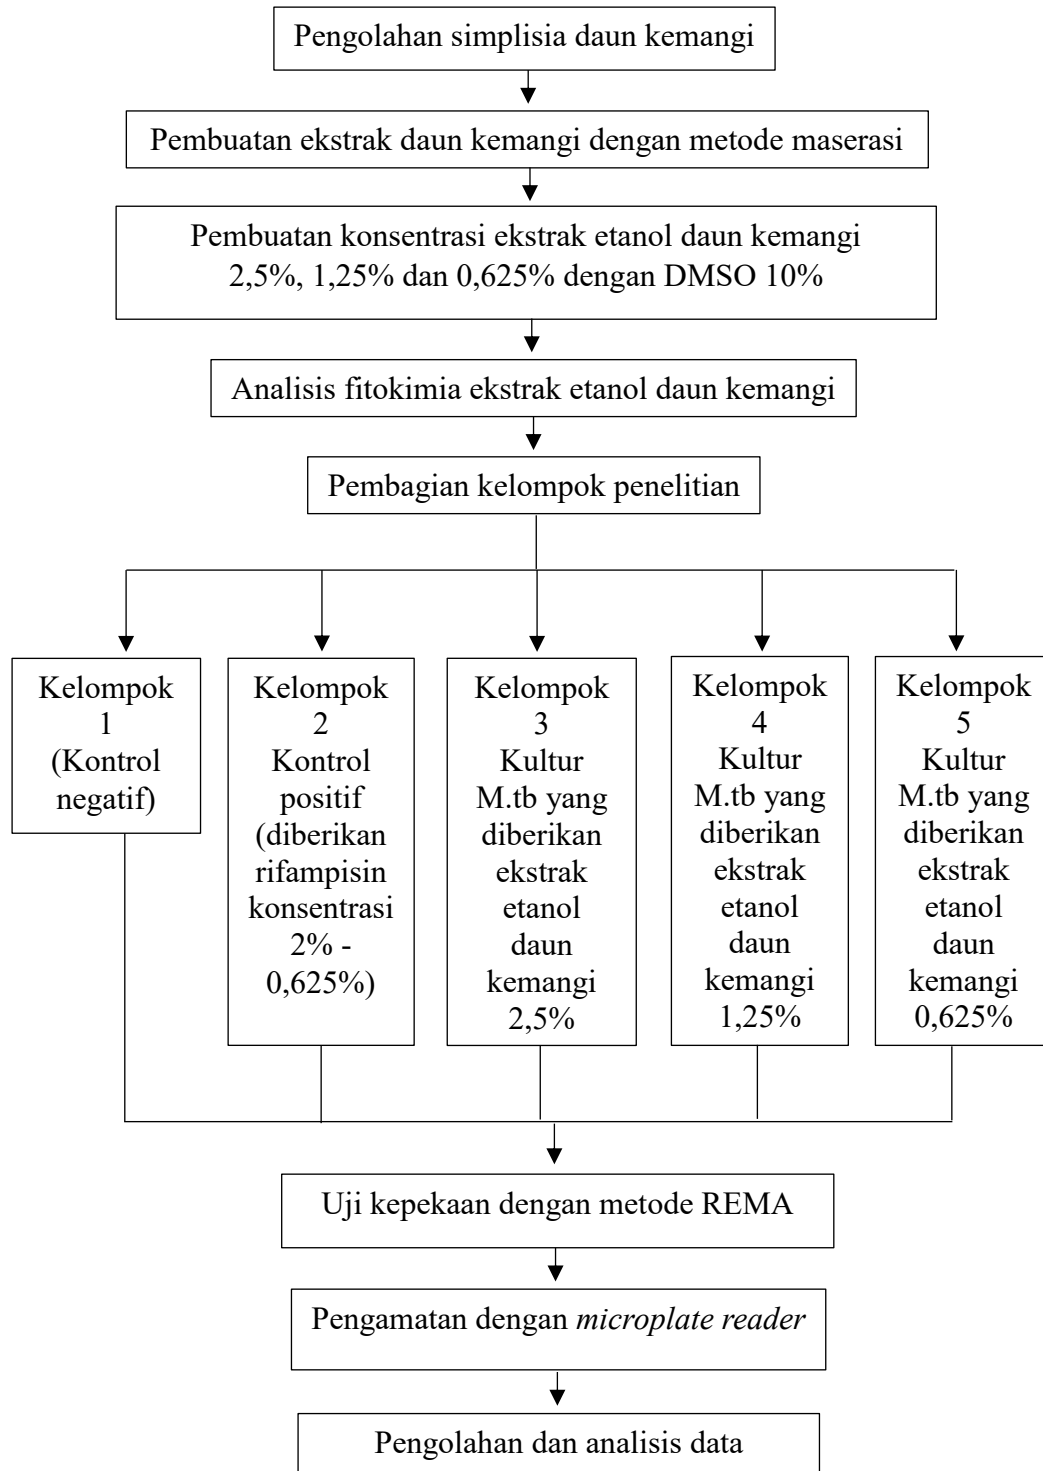 Pengolahan simplisia daun kemangi
Pembuatan ekstrak daun kemangi dengan metode maserasi
Pembuatan konsentrasi ekstrak etanol daun kemangi
2,5%, 1,25% dan 0,625% dengan DMSO 10%
Analisis fitokimia ekstrak etanol daun kemangi
Pembagian kelompok penelitian
Kelompok
1
(Kontrol
negatif)
Kelompok
2
Kontrol
positif
(diberikan
rifampisin
konsentrasi
2% -
0,625%)
Kelompok
3
Kultur
M.tb yang
diberikan
ekstrak
etanol
daun
kemangi
2,5%
Kelompok
4
Kultur
M.tb yang
diberikan
ekstrak
etanol
daun
kemangi
1,25%
Kelompok
5
Kultur
M.tb yang
diberikan
ekstrak
etanol
daun
kemangi
0,625%
Uji kepekaan dengan metode REMA
Pengamatan dengan microplate reader
Pengolahan dan analisis data